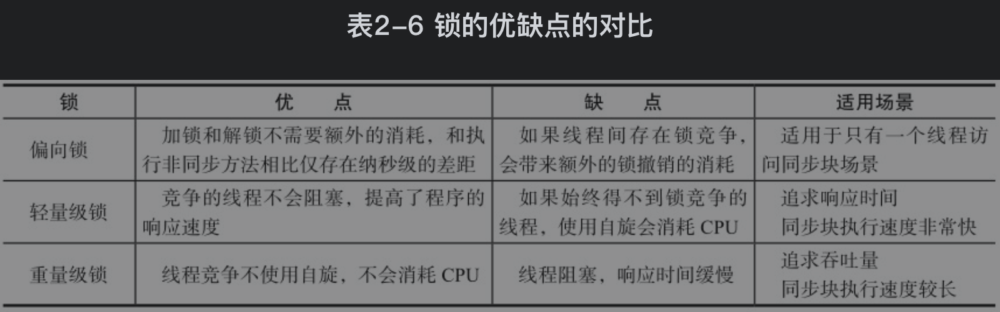 表2-6 锁的优缺点的对比
锁 优 点 缺 点 适用场景
偏向锁
加锁和解锁不需要额外的消耗，和执
行非同步方法相比仅存在纳秒级的差距
如果线程间存在锁竞争，
会带来额外的锁撤销的消耗
适用于只有一个线程访
问同步块场景
轻量级锁
竞争的线程不会阻塞，提高了程序的
响应速度
如果始终得不到锁竞争的
线程，使用自旋会消耗 CPU
追求响应时间
同步块执行速度非常快
重量级锁
线程竞争不使用自旋，不会消耗 CPU
线程阻塞，响应时间缓慢
追求吞吐量
同步块执行速度较长